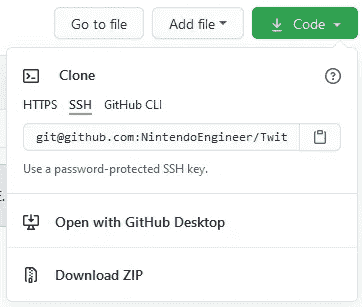 Go to file Add file Code
Clone
HTTPS SSH GitHub CLI
git@github.com:NintendoEngineer/Twit
Use a password-protected SSH key.
E.
Open with GitHub Desktop
Download ZIP